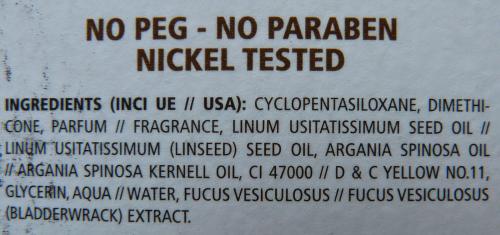 NO PEG - NO PARABEN
NICKEL TESTED
INGREDIENTS (INCI UE // USA): CYCLOPENTASILOXANE, DIMETHI-
CONE, PARFUM // FRAGRANCE, LINUM USITATISSIMUM SEED OIL //
LINUM USITATISSIMUM (LINSEED) SEED OIL, ARGANIA SPINOSA OIL
// ARGANIA SPINOSA KERNELL OIL, CI 47000 // D & C YELLOW NO.11,
GLYCERIN, AQUA // WATER, FUCUS VESICULOSUS // FUCUS VESICULOSUS
(BLADDERWRACK) EXTRACT.